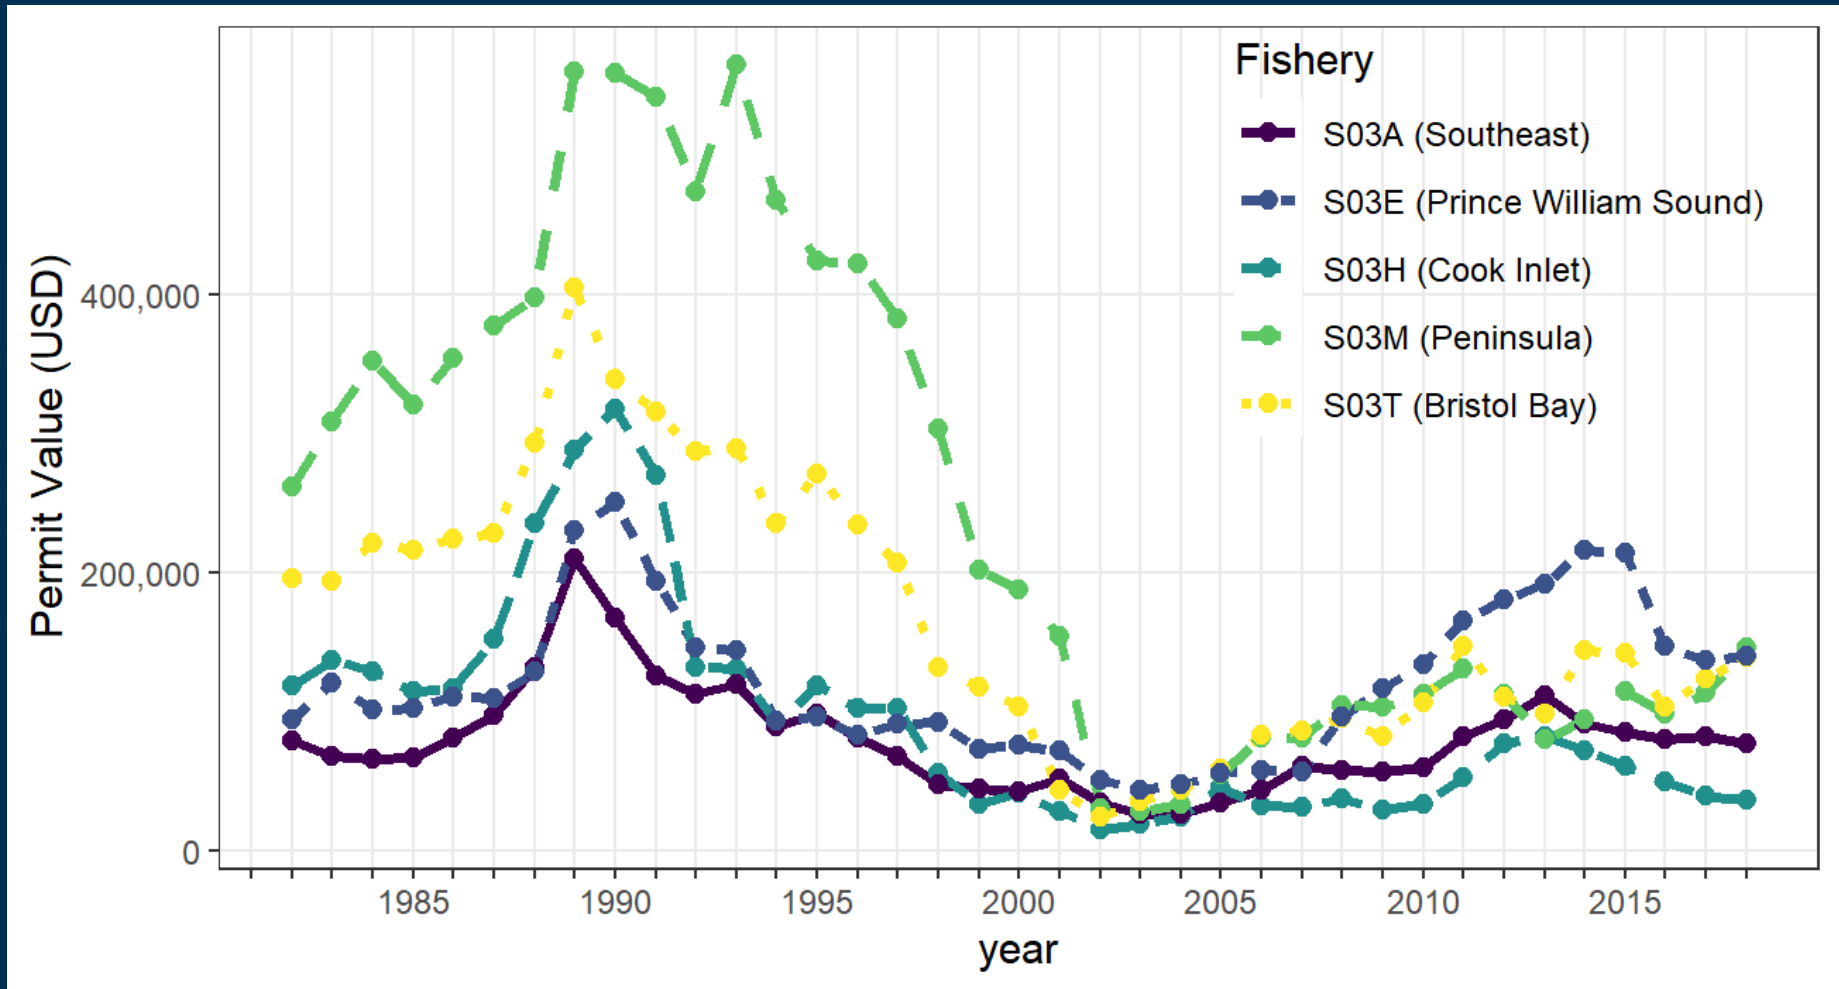 Fishery
S03A (Southeast)
S03E (Prince William Sound)
S03H (Cook Inlet)
S03M (Peninsula)
S03T (Bristol Bay)
Permit Value (USD)
400,000
200,000
0
1985 1990 1995 2000 2005 2010 2015
year